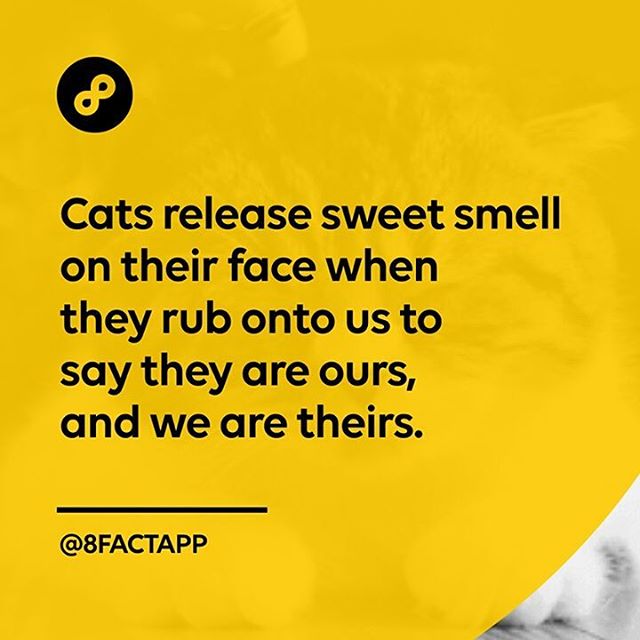 Cats release sweet smell
on their face when
they rub onto us to
say they are ours,
and we are theirs.
@8FACTAPP